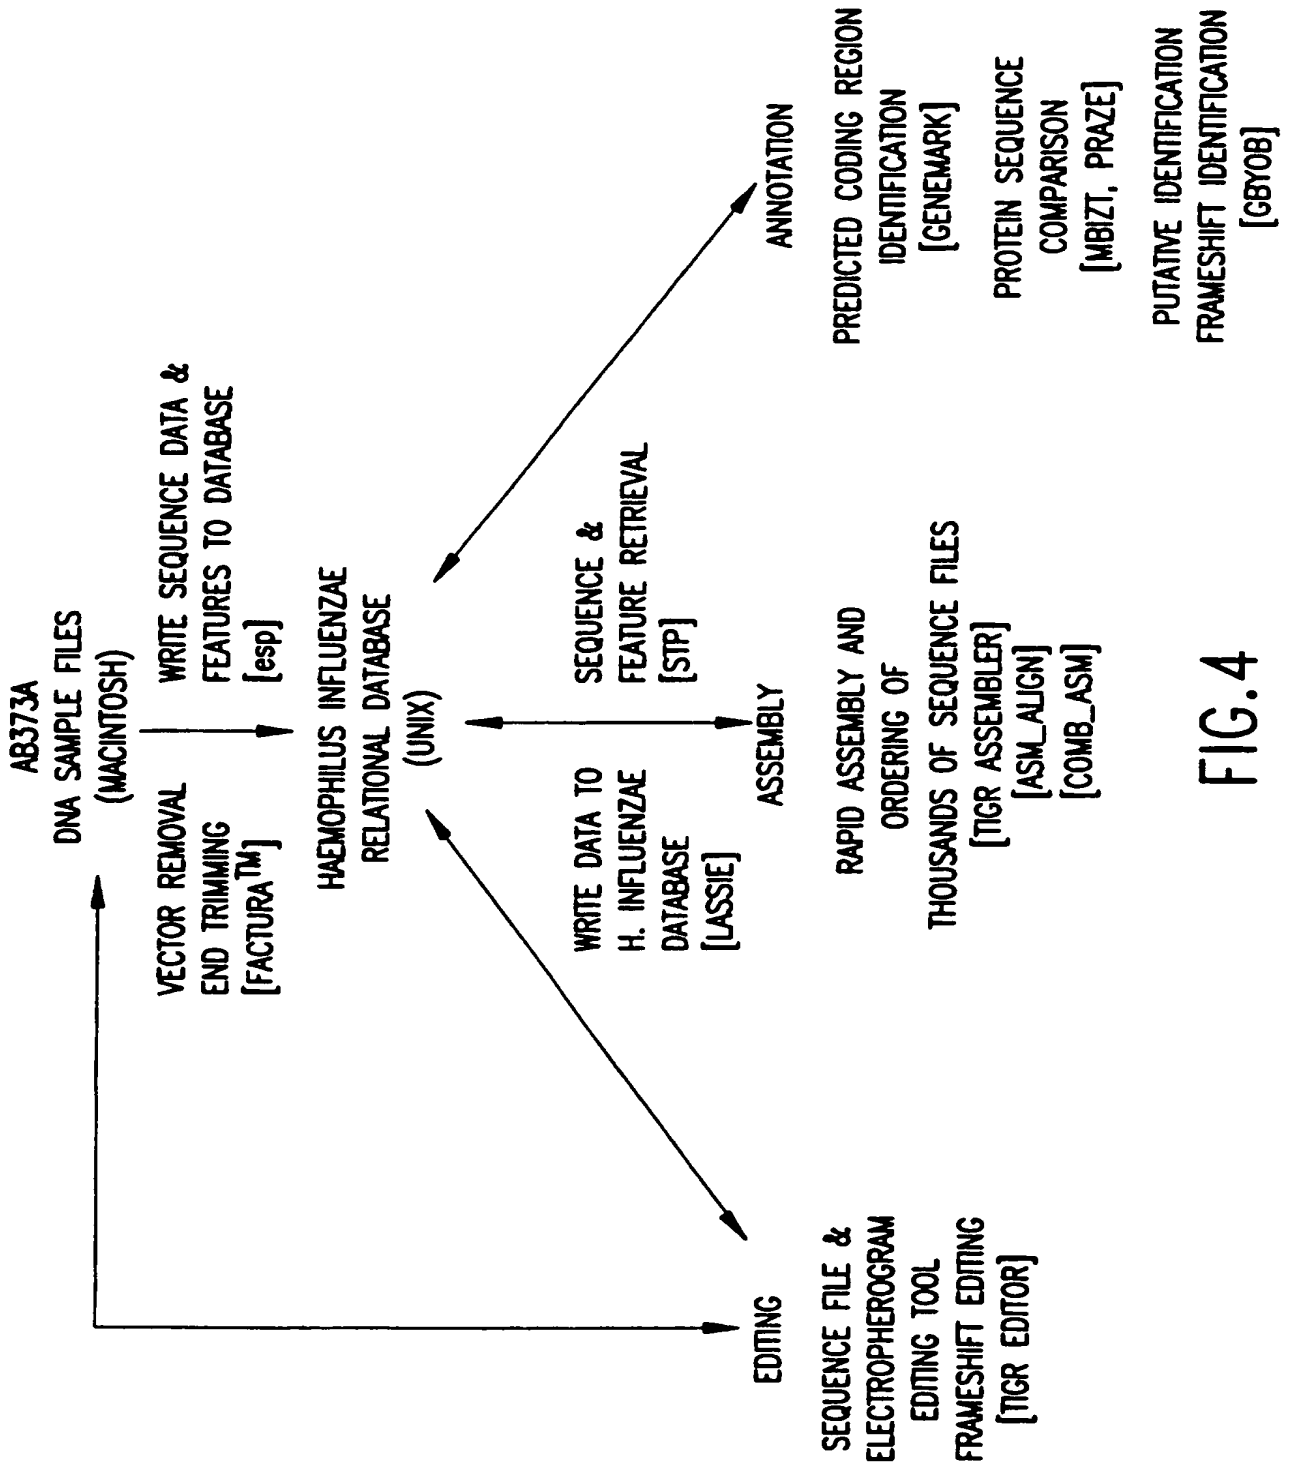 AB373A
DNA SAMPLE FILES
(MACINTOSH)
VECTOR REMOVAL
END TRIMMING
[FACTURA™]
WRITE SEQUENCE DATA &
FEATURES TO DATABASE
[esp]
HAEMOPHILUS INFLUENZAE
RELATIONAL DATABASE
(UNIX)
WRITE DATA TO
H. INFLUENZAE
DATABASE
[LASSIE]
SEQUENCE &
FEATURE RETRIEVAL
[STP]
EDITING
SEQUENCE FILE &
ELECTROPHEROGRAM
EDITING TOOL
FRAMESHIFT EDITING
[TIGR EDITOR]
ASSEMBLY
RAPID ASSEMBLY AND
ORDERING OF
THOUSANDS OF SEQUENCE FILES
[TIGR ASSEMBLER]
[ASM_ALIGN]
[COMB_ASM]
ANNOTATION
PREDICTED CODING REGION
IDENTIFICATION
[GENEMARK]
PROTEIN SEQUENCE
COMPARISON
[MBIZT, PRAZE]
PUTATIVE IDENTIFICATION
FRAMESHIFT IDENTIFICATION
[GBYOB]
FIG.4